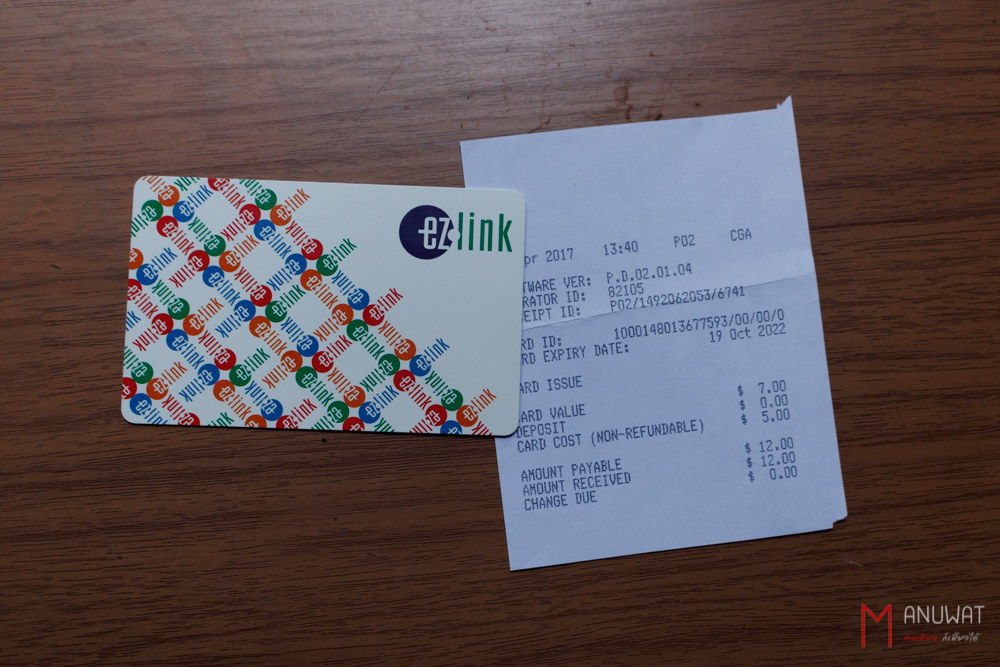 ez-link
pr 2017 13:40 PO2 CGA
TWARE VER: P.D.02.01.04
RATOR ID: 82105
EIPT ID: PO2/1492062053/6741
RD ID: 1000148013677593/00/00/0
RD EXPIRY DATE: 19 Oct 2022
ARD ISSUE
ARD VALUE $ 7.00
DEPOSIT $ 0.00
CARD COST (NON-REFUNDABLE) $ 5.00
AMOUNT PAYABLE $ 12.00
AMOUNT RECEIVED $ 12.00
CHANGE DUE $ 0.00
MANUWAT